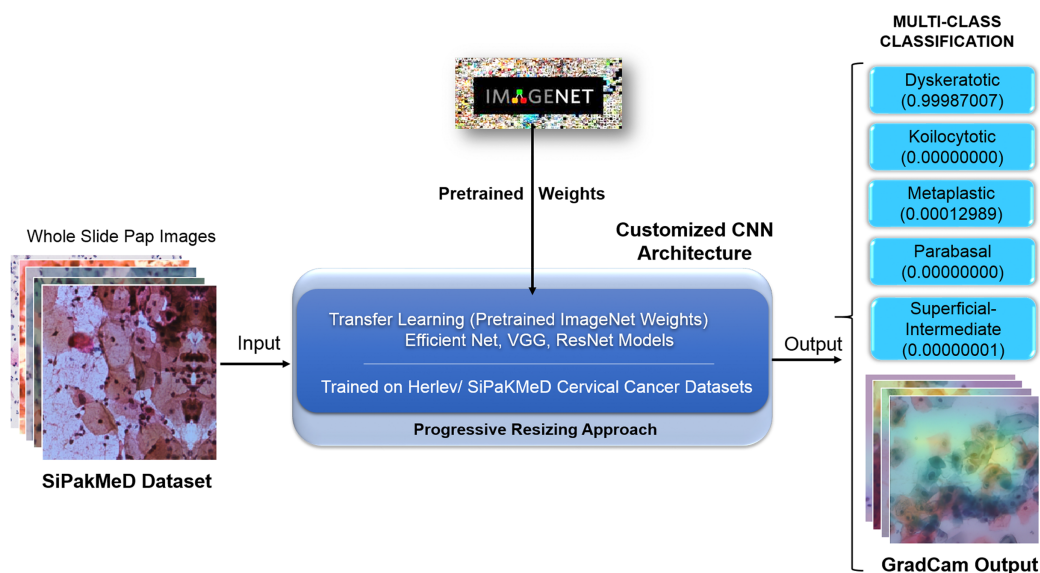 MULTI-CLASS
CLASSIFICATION
IMAGENET
Dyskeratotic
(0.99987007)
Koilocytotic
(0.00000000)
Metaplastic
(0.00012989)
Parabasal
(0.00000000)
Superficial-
Intermediate
(0.00000001)
Pretrained Weights
Customized CNN
Architecture
Whole Slide Pap Images
Input
Transfer Learning (Pretrained ImageNet Weights)
Efficient Net, VGG, ResNet Models
Trained on Herlev/ SiPaKMeD Cervical Cancer Datasets
Progressive Resizing Approach
Output
SiPakMeD Dataset
GradCam Output